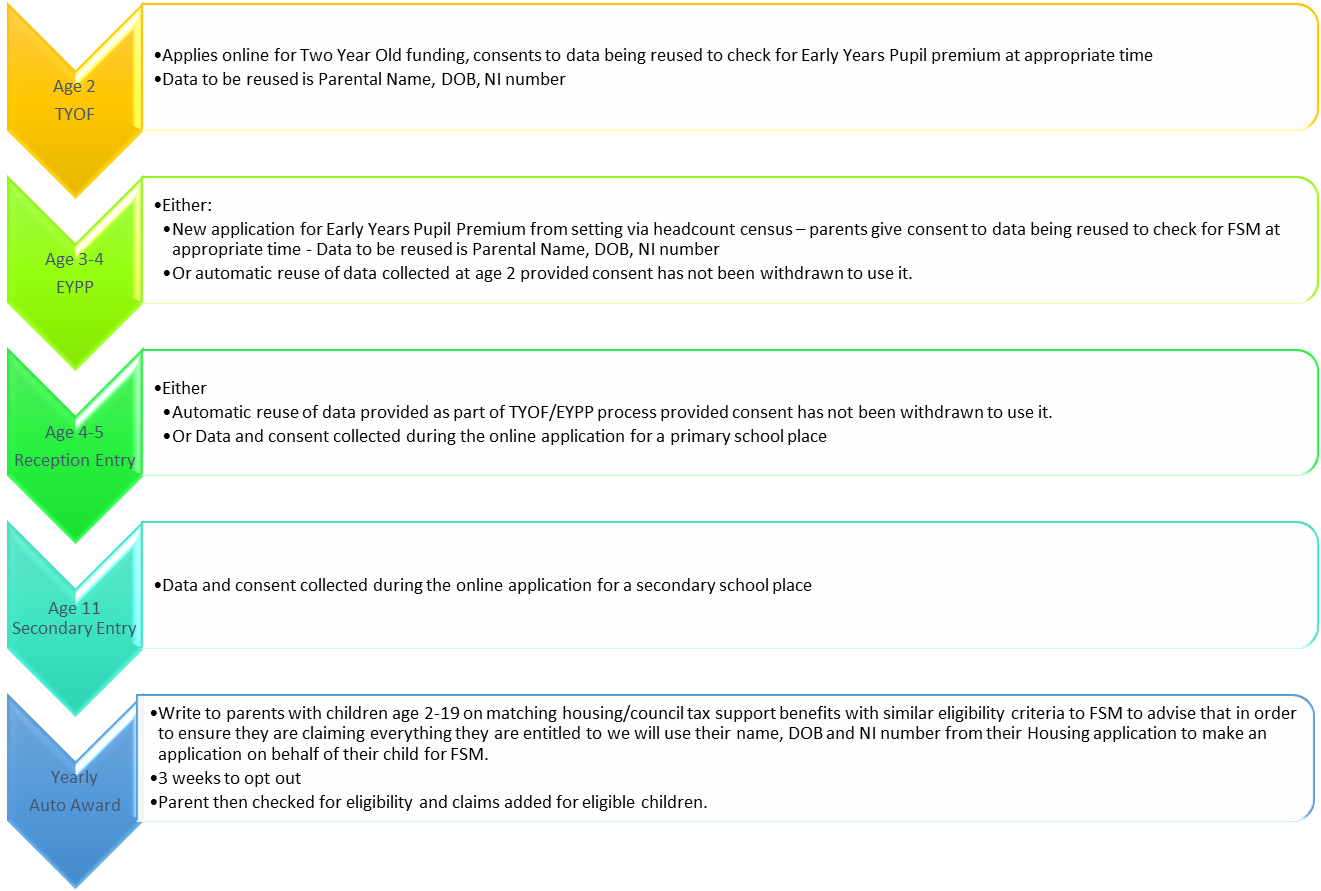 Age 2
TYOF
•Applies online for Two Year Old funding, consents to data being reused to check for Early Years Pupil premium at appropriate time
•Data to be reused is Parental Name, DOB, NI number
Age 3-4
EYPP
•Either:
•New application for Early Years Pupil Premium from setting via headcount census – parents give consent to data being reused to check for FSM at
appropriate time - Data to be reused is Parental Name, DOB, NI number
•Or automatic reuse of data collected at age 2 provided consent has not been withdrawn to use it.
Age 4-5
Reception Entry
•Either
•Automatic reuse of data provided as part of TYOF/EYPP process provided consent has not been withdrawn to use it.
•Or Data and consent collected during the online application for a primary school place
Age 11
Secondary Entry
•Data and consent collected during the online application for a secondary school place
Yearly
Auto Award
•Write to parents with children age 2-19 on matching housing/council tax support benefits with similar eligibility criteria to FSM to advise that in order
to ensure they are claiming everything they are entitled to we will use their name, DOB and NI number from their Housing application to make an
application on behalf of their child for FSM.
•3 weeks to opt out
•Parent then checked for eligibility and claims added for eligible children.